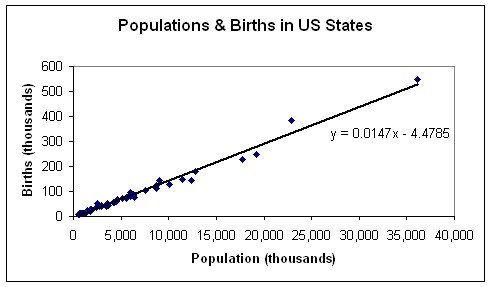 Populations & Births in US States
Births (thousands)
600
500
400
300
200
100
0
y = 0.0147x - 4.4785
0 5,000 10,000 15,000 20,000 25,000 30,000 35,000 40,000
Population (thousands)